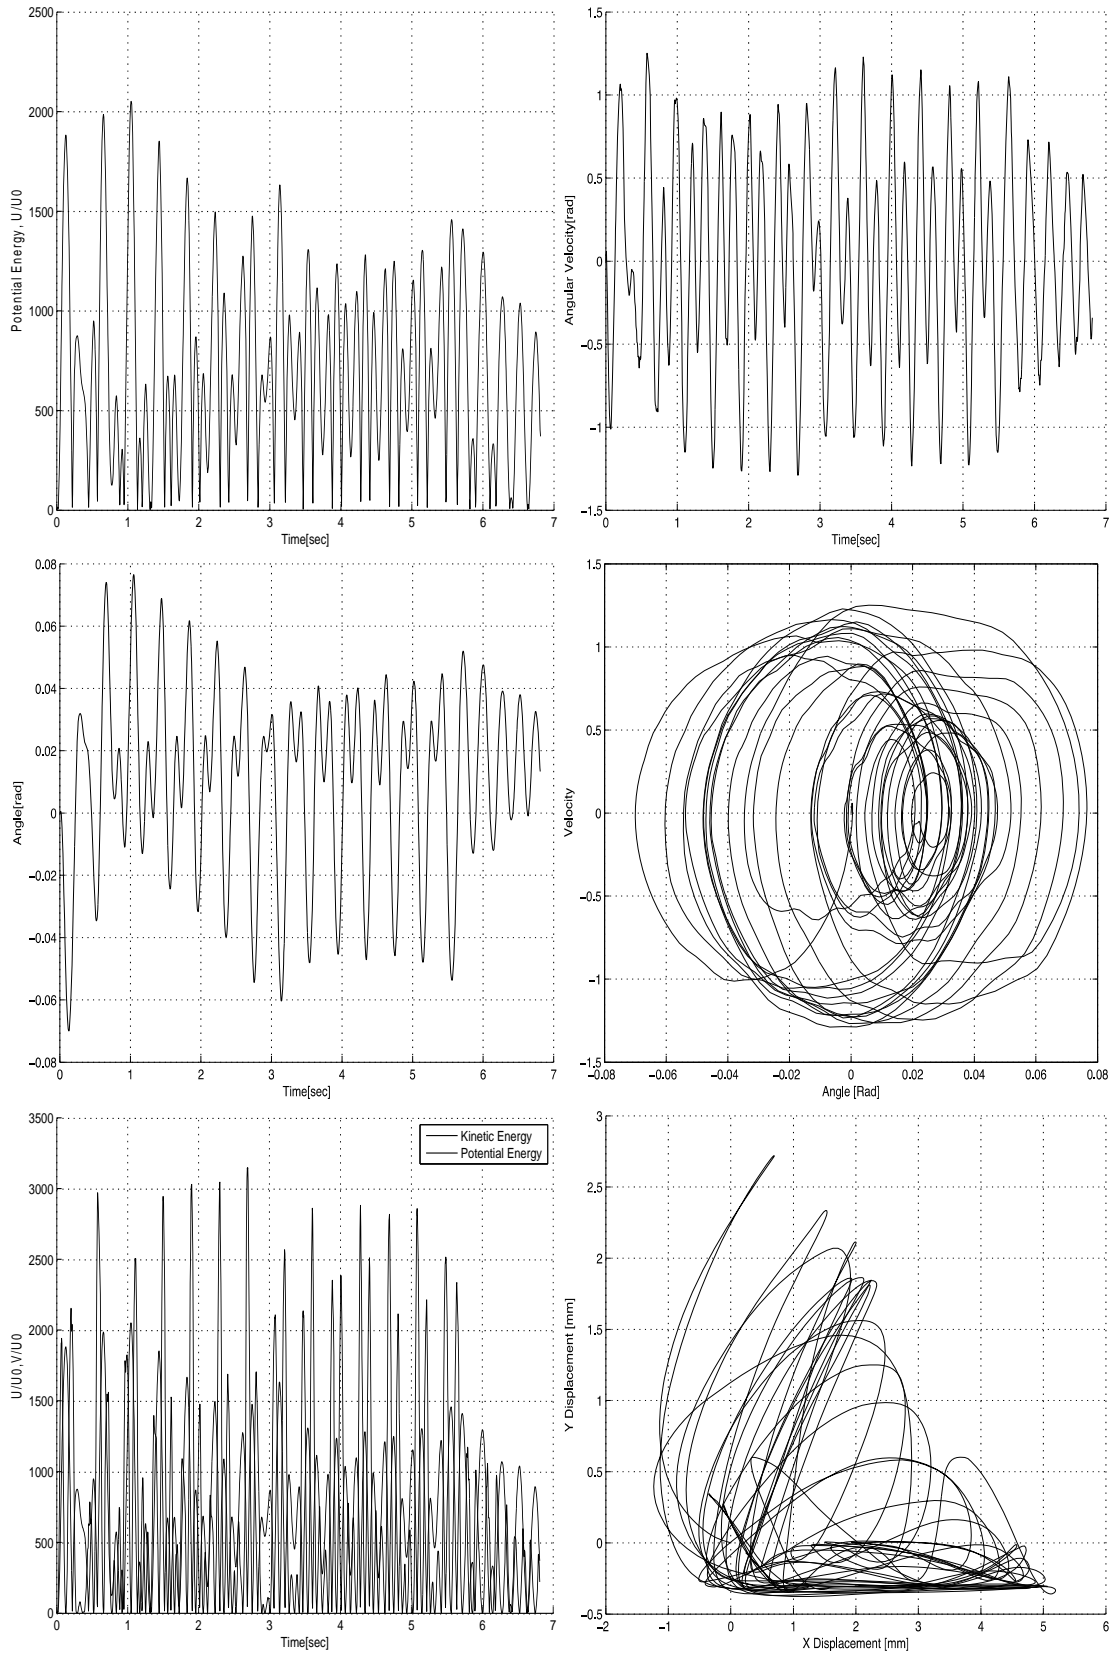 2500
2000
1500
1000
500
0
Potential Energy, U/U0
0 1 2 3 4 5 6 7
Time[sec]
1.5
1
0.5
0
−0.5
−1
−1.5
Angular Velocity[rad]
0 1 2 3 4 5 6 7
Time[sec]
0.08
0.06
0.04
0.02
0
−0.02
−0.04
−0.06
−0.08
Angle[rad]
0 1 2 3 4 5 6 7
Time[sec]
1.5
1
0.5
0
−0.5
−1
−1.5
Velocity
−0.08 −0.06 −0.04 −0.02 0 0.02 0.04 0.06 0.08
Angle [Rad]
3500
3000
2500
2000
1500
1000
500
0
U/U0,V/U0
Kinetic Energy
Potential Energy
0 1 2 3 4 5 6 7
Time[sec]
3
2.5
2
1.5
1
0.5
0
−0.5
Y Displacement [mm]
−2 −1 0 1 2 3 4 5 6
X Displacement [mm]